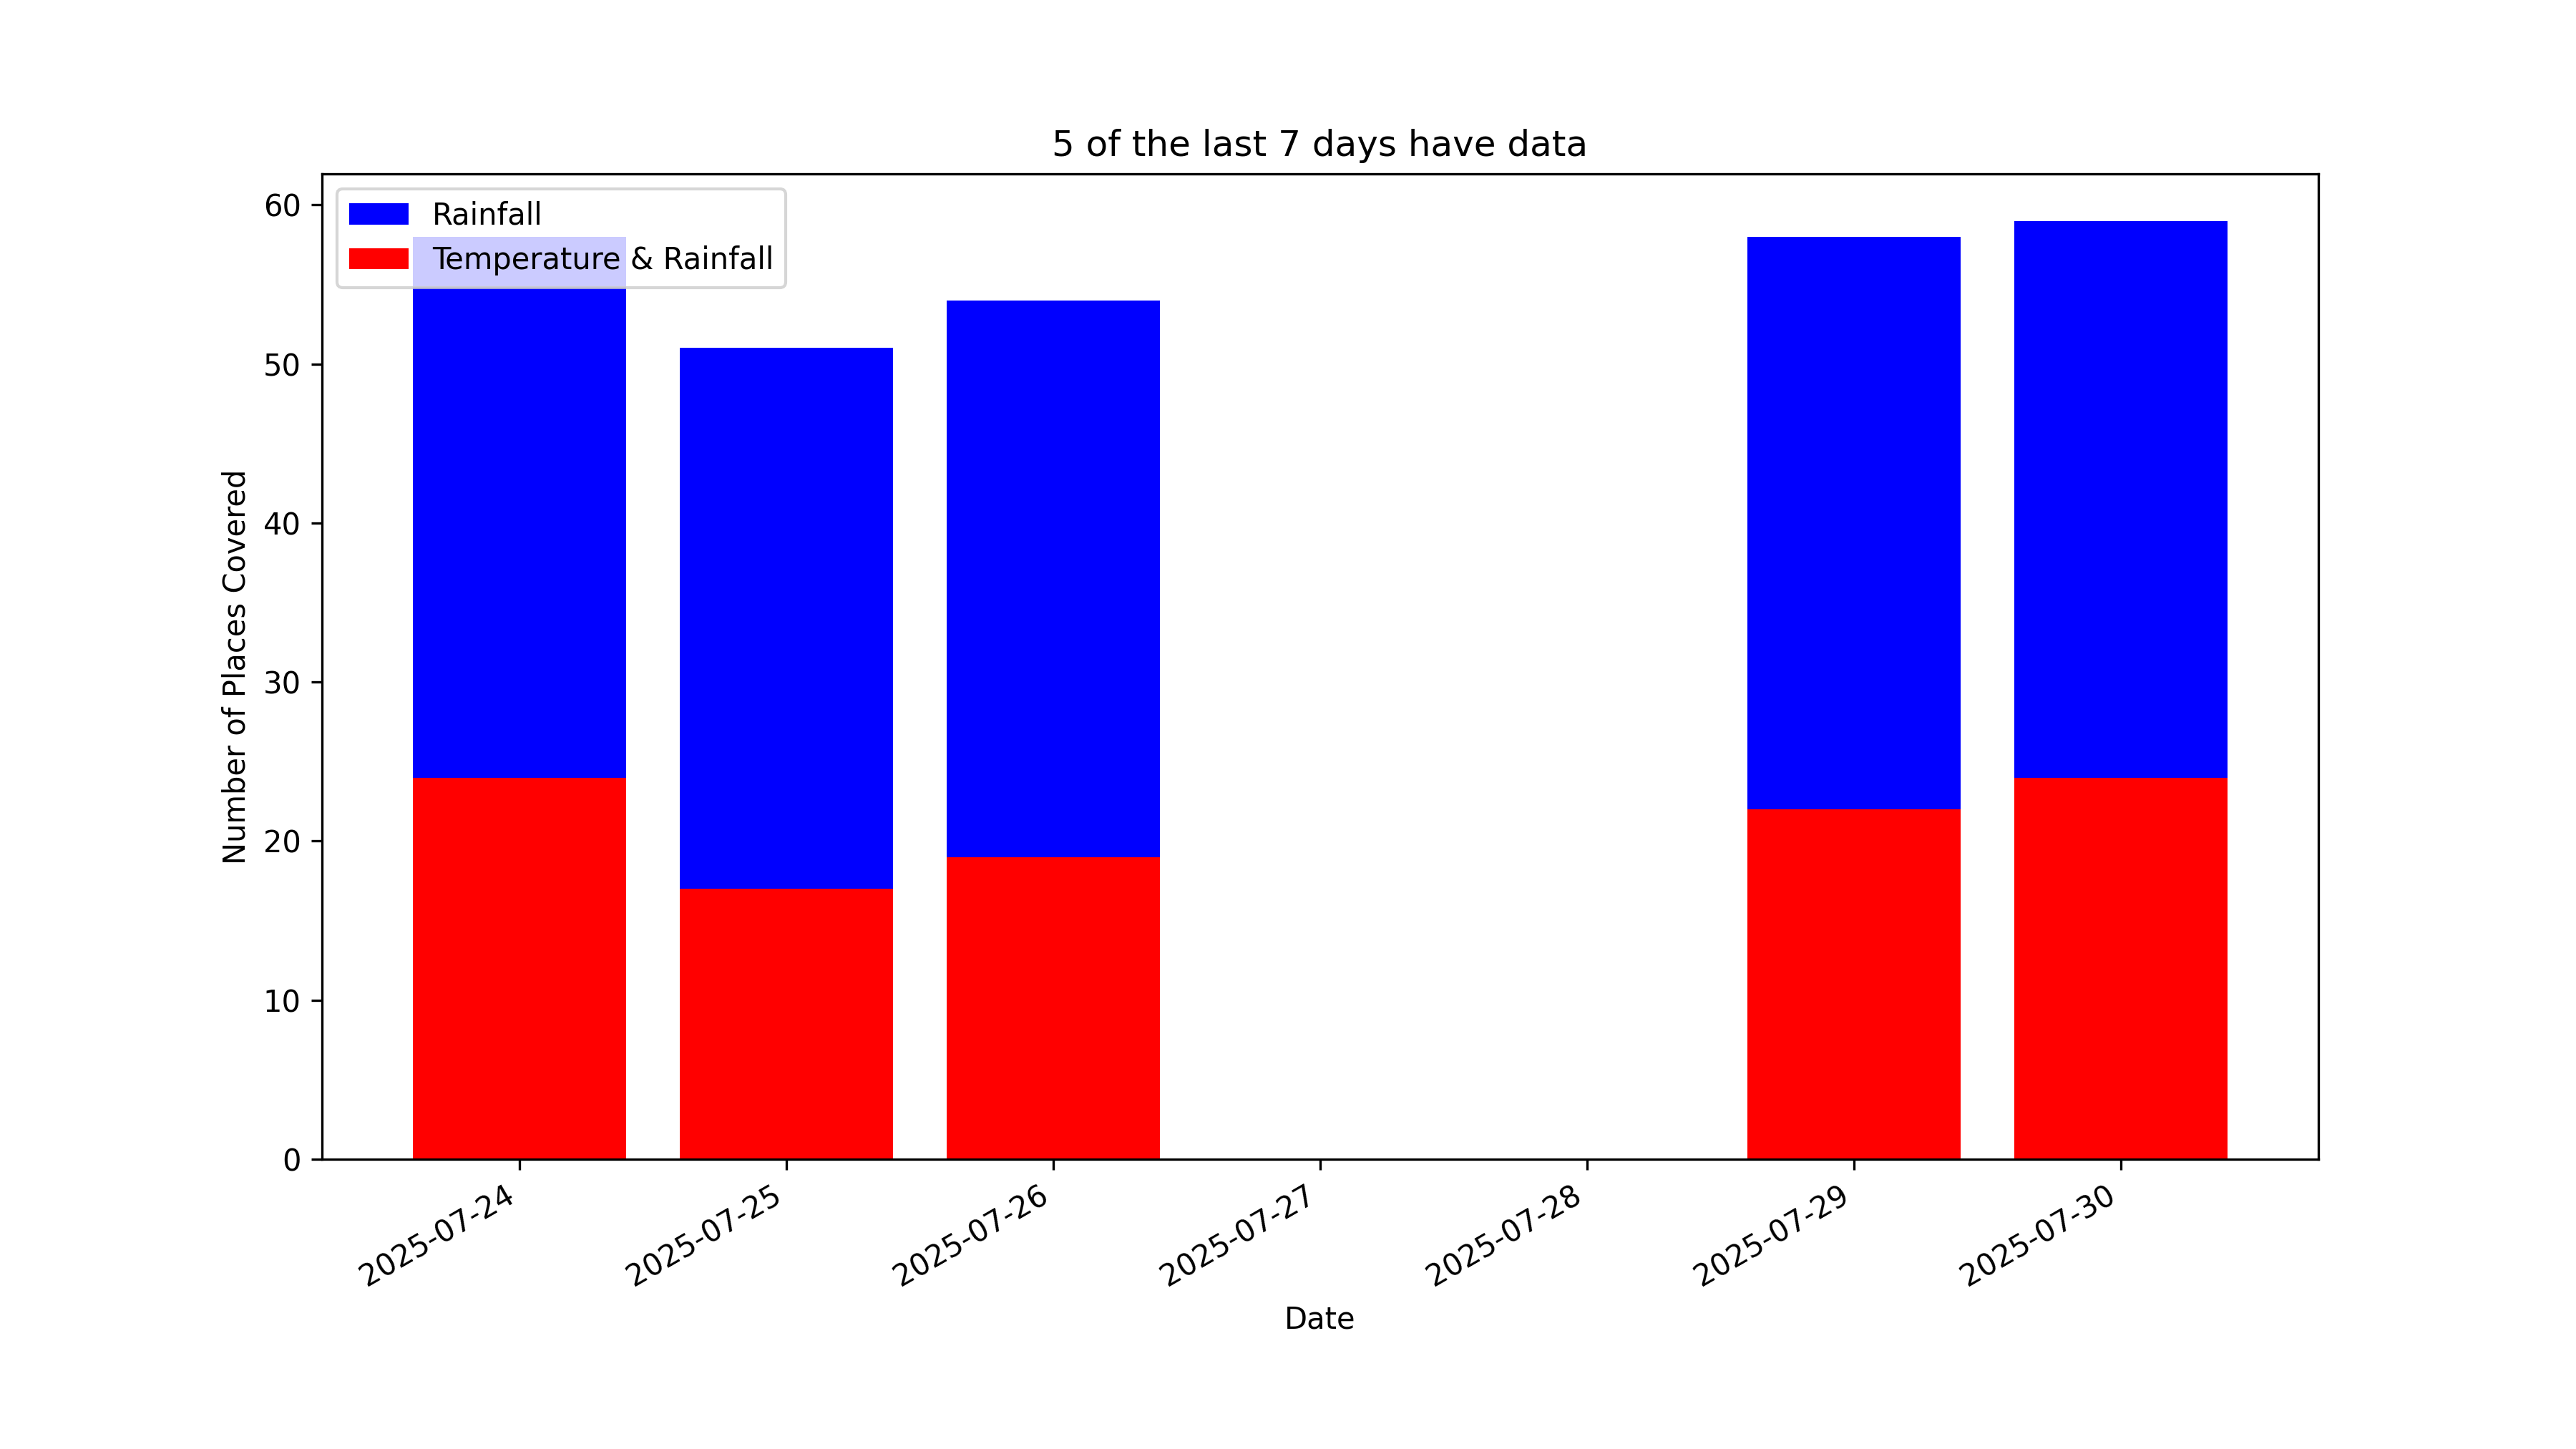 5 of the last 7 days have data
Rainfall
Temperature & Rainfall
Number of Places Covered
60
50
40
30
20
10
0
2025-07-24
2025-07-25
2025-07-26
2025-07-27
2025-07-28
2025-07-29
2025-07-30
Date